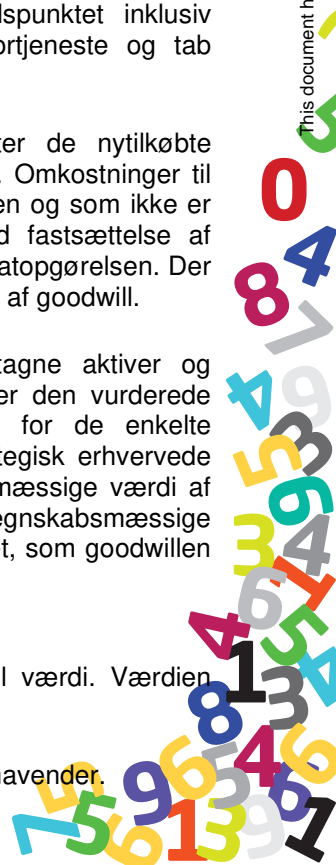 lspunktet inklusiv
ortjeneste og tab
ter de nytilkøbte
. Omkostninger til
en og som ikke er
d fastsættelse af
atopgørelsen. Der
af goodwill.
tagne aktiver og
er den vurderede
for de enkelte
tegisk erhvervede
mæssige værdi af
egnskabsmæssige
et, som goodwillen
l værdi. Værdien
navender.
This document h